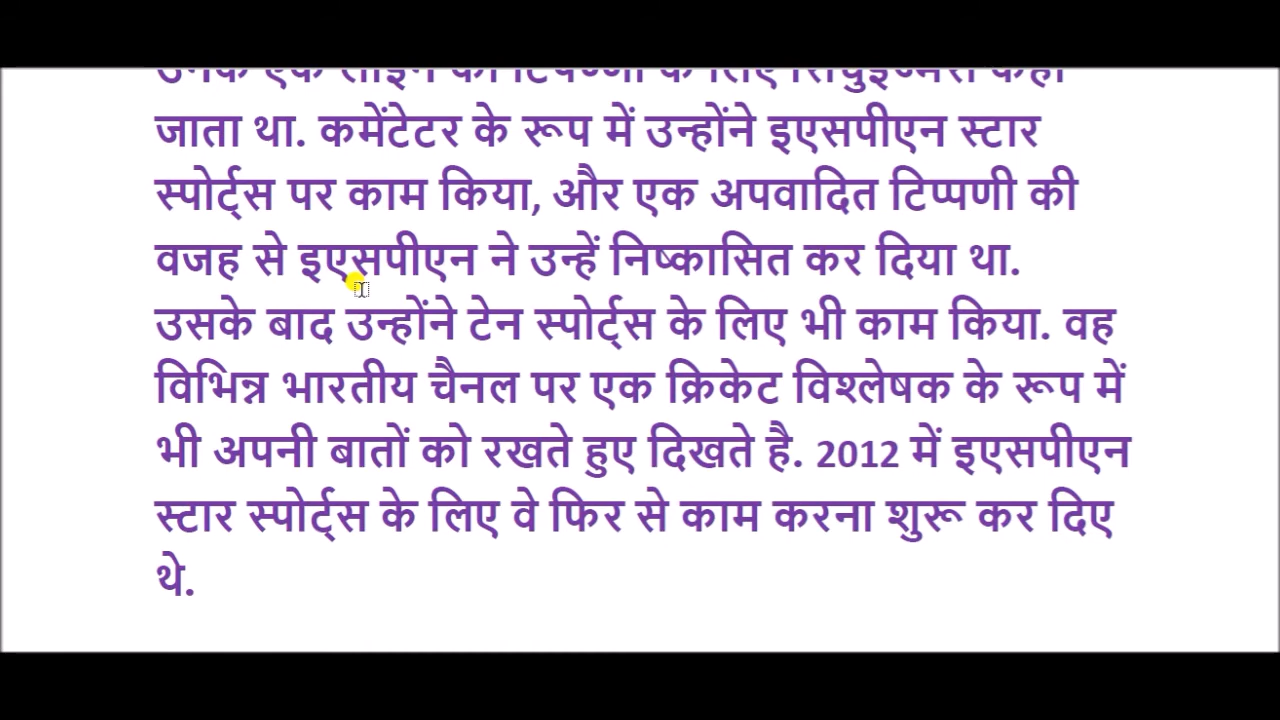 जाता था. कमेंटेटर के रूप में उन्होंने इएसपीएन स्टार
स्पोर्ट्स पर काम किया, और एक अपवादित टिप्पणी की
वजह से इएसपीएन ने उन्हें निष्कासित कर दिया था.
उसके बाद उन्होंने टेन स्पोर्ट्स के लिए भी काम किया. वह
विभिन्न भारतीय चैनल पर एक क्रिकेट विश्लेषक के रूप में
भी अपनी बातों को रखते हुए दिखते है. 2012 में इएसपीएन
स्टार स्पोर्ट्स के लिए वे फिर से काम करना शुरू कर दिए
थे.